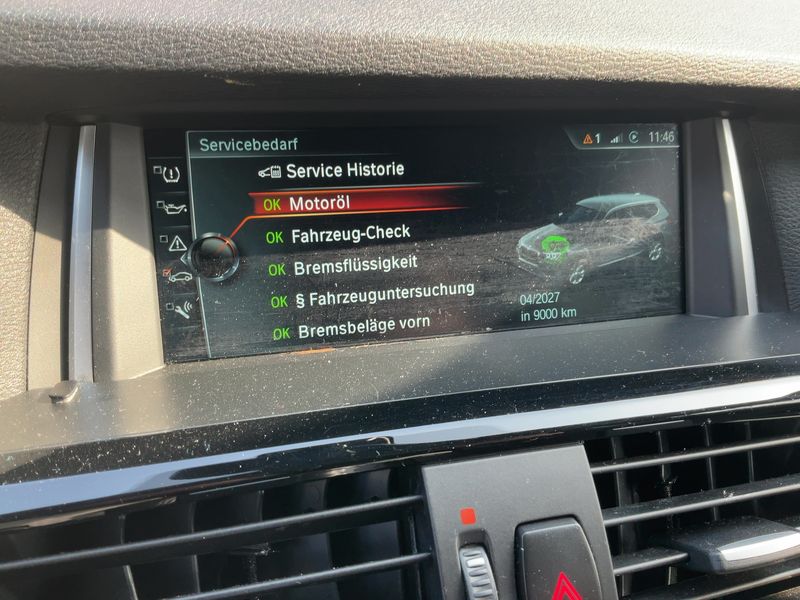 Servicebedarf
1 11:46
Service Historie
OK Motoröl
OK Fahrzeug-Check
OK Bremsflüssigkeit
OK § Fahrzeuguntersuchung
OK Bremsbeläge vorn
04/2027
in 9000 km